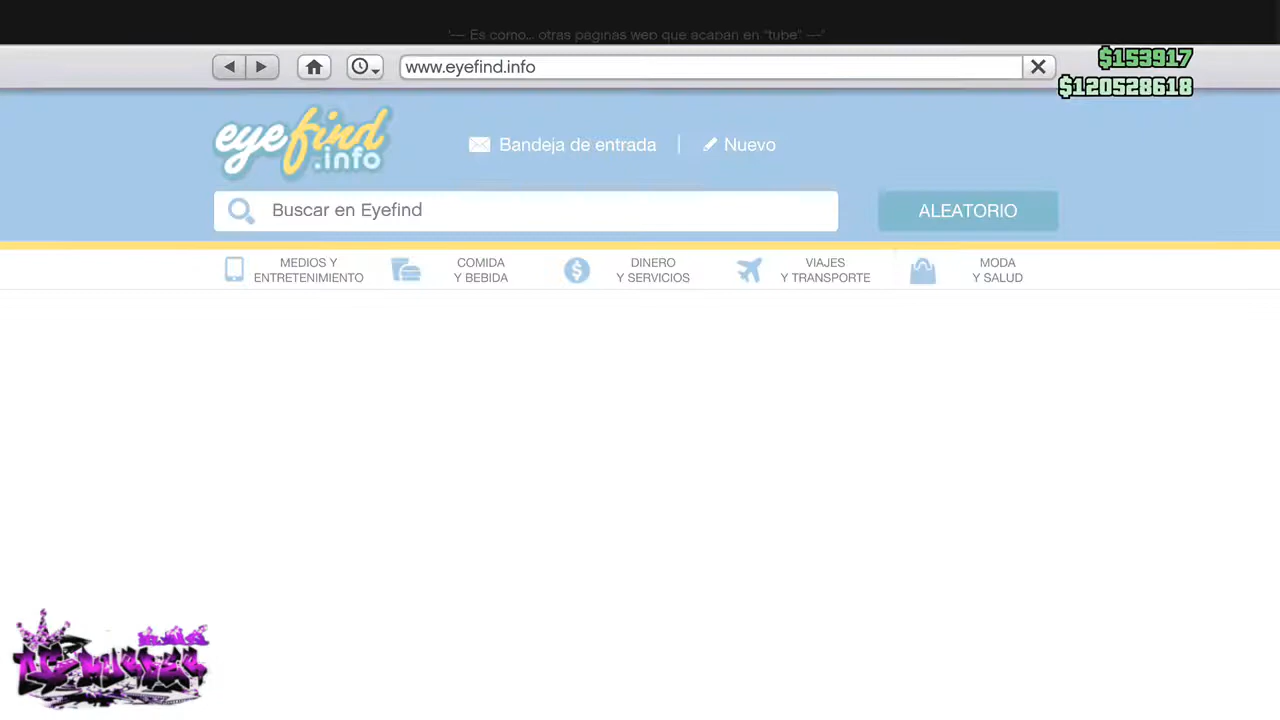 '— Es como... otras paginas web que acaban en "tube" —'
www.eyefind.info
$153917
$120528618
eyefind.info
Bandeja de entrada
Nuevo
Buscar en Eyefind
ALEATORIO
MEDIOS Y
ENTRETENIMIENTO
COMIDA
Y BEBIDA
DINERO
Y SERVICIOS
VIAJES
Y TRANSPORTE
MODA
Y SALUD